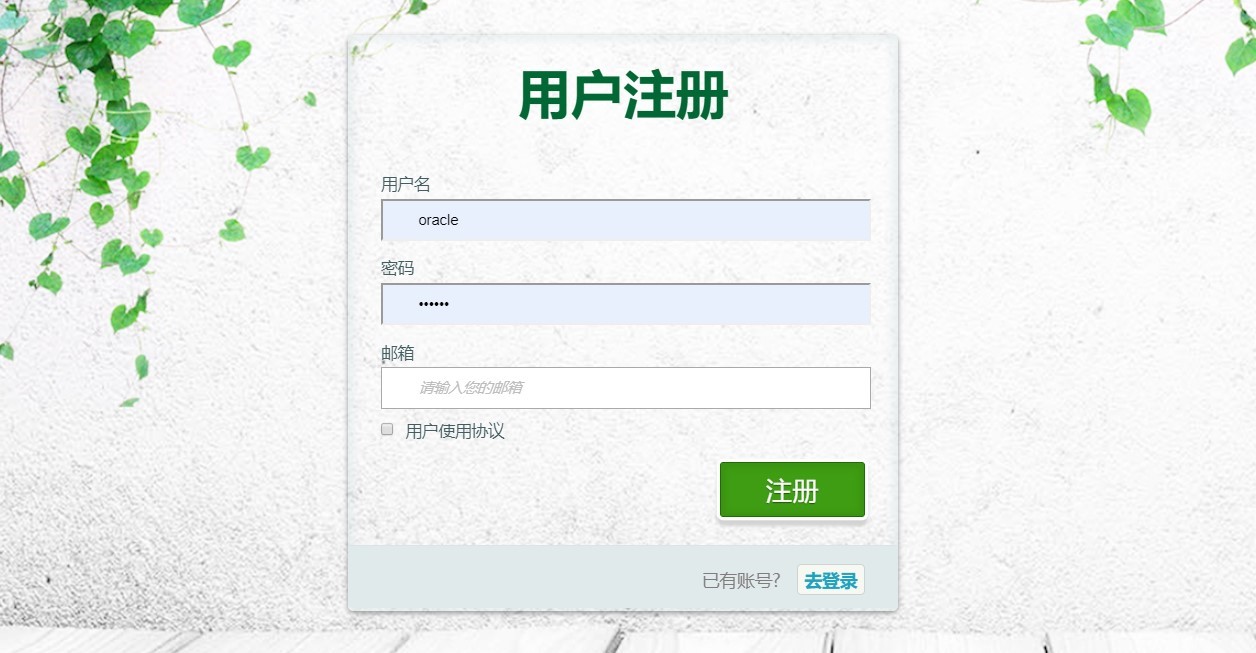 用户注册
用户名
oracle
密码
••••••
邮箱
请输入您的邮箱
用户使用协议
注册
已有账号? 去登录